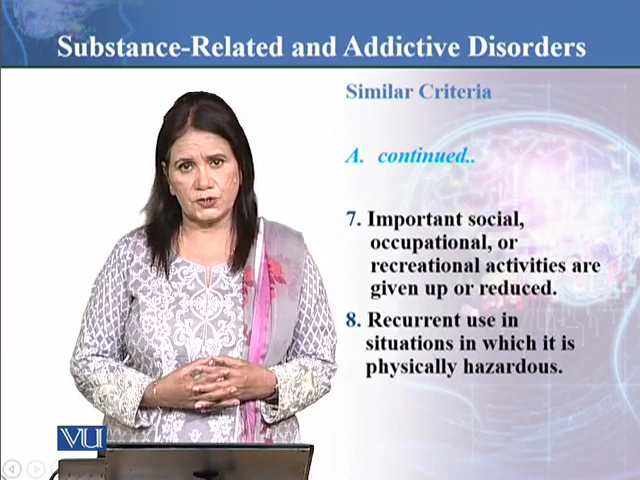 Substance-Related and Addictive Disorders
Similar Criteria
A. continued..
7. Important social,
occupational, or
recreational activities are
given up or reduced.
8. Recurrent use in
situations in which it is
physically hazardous.
VU